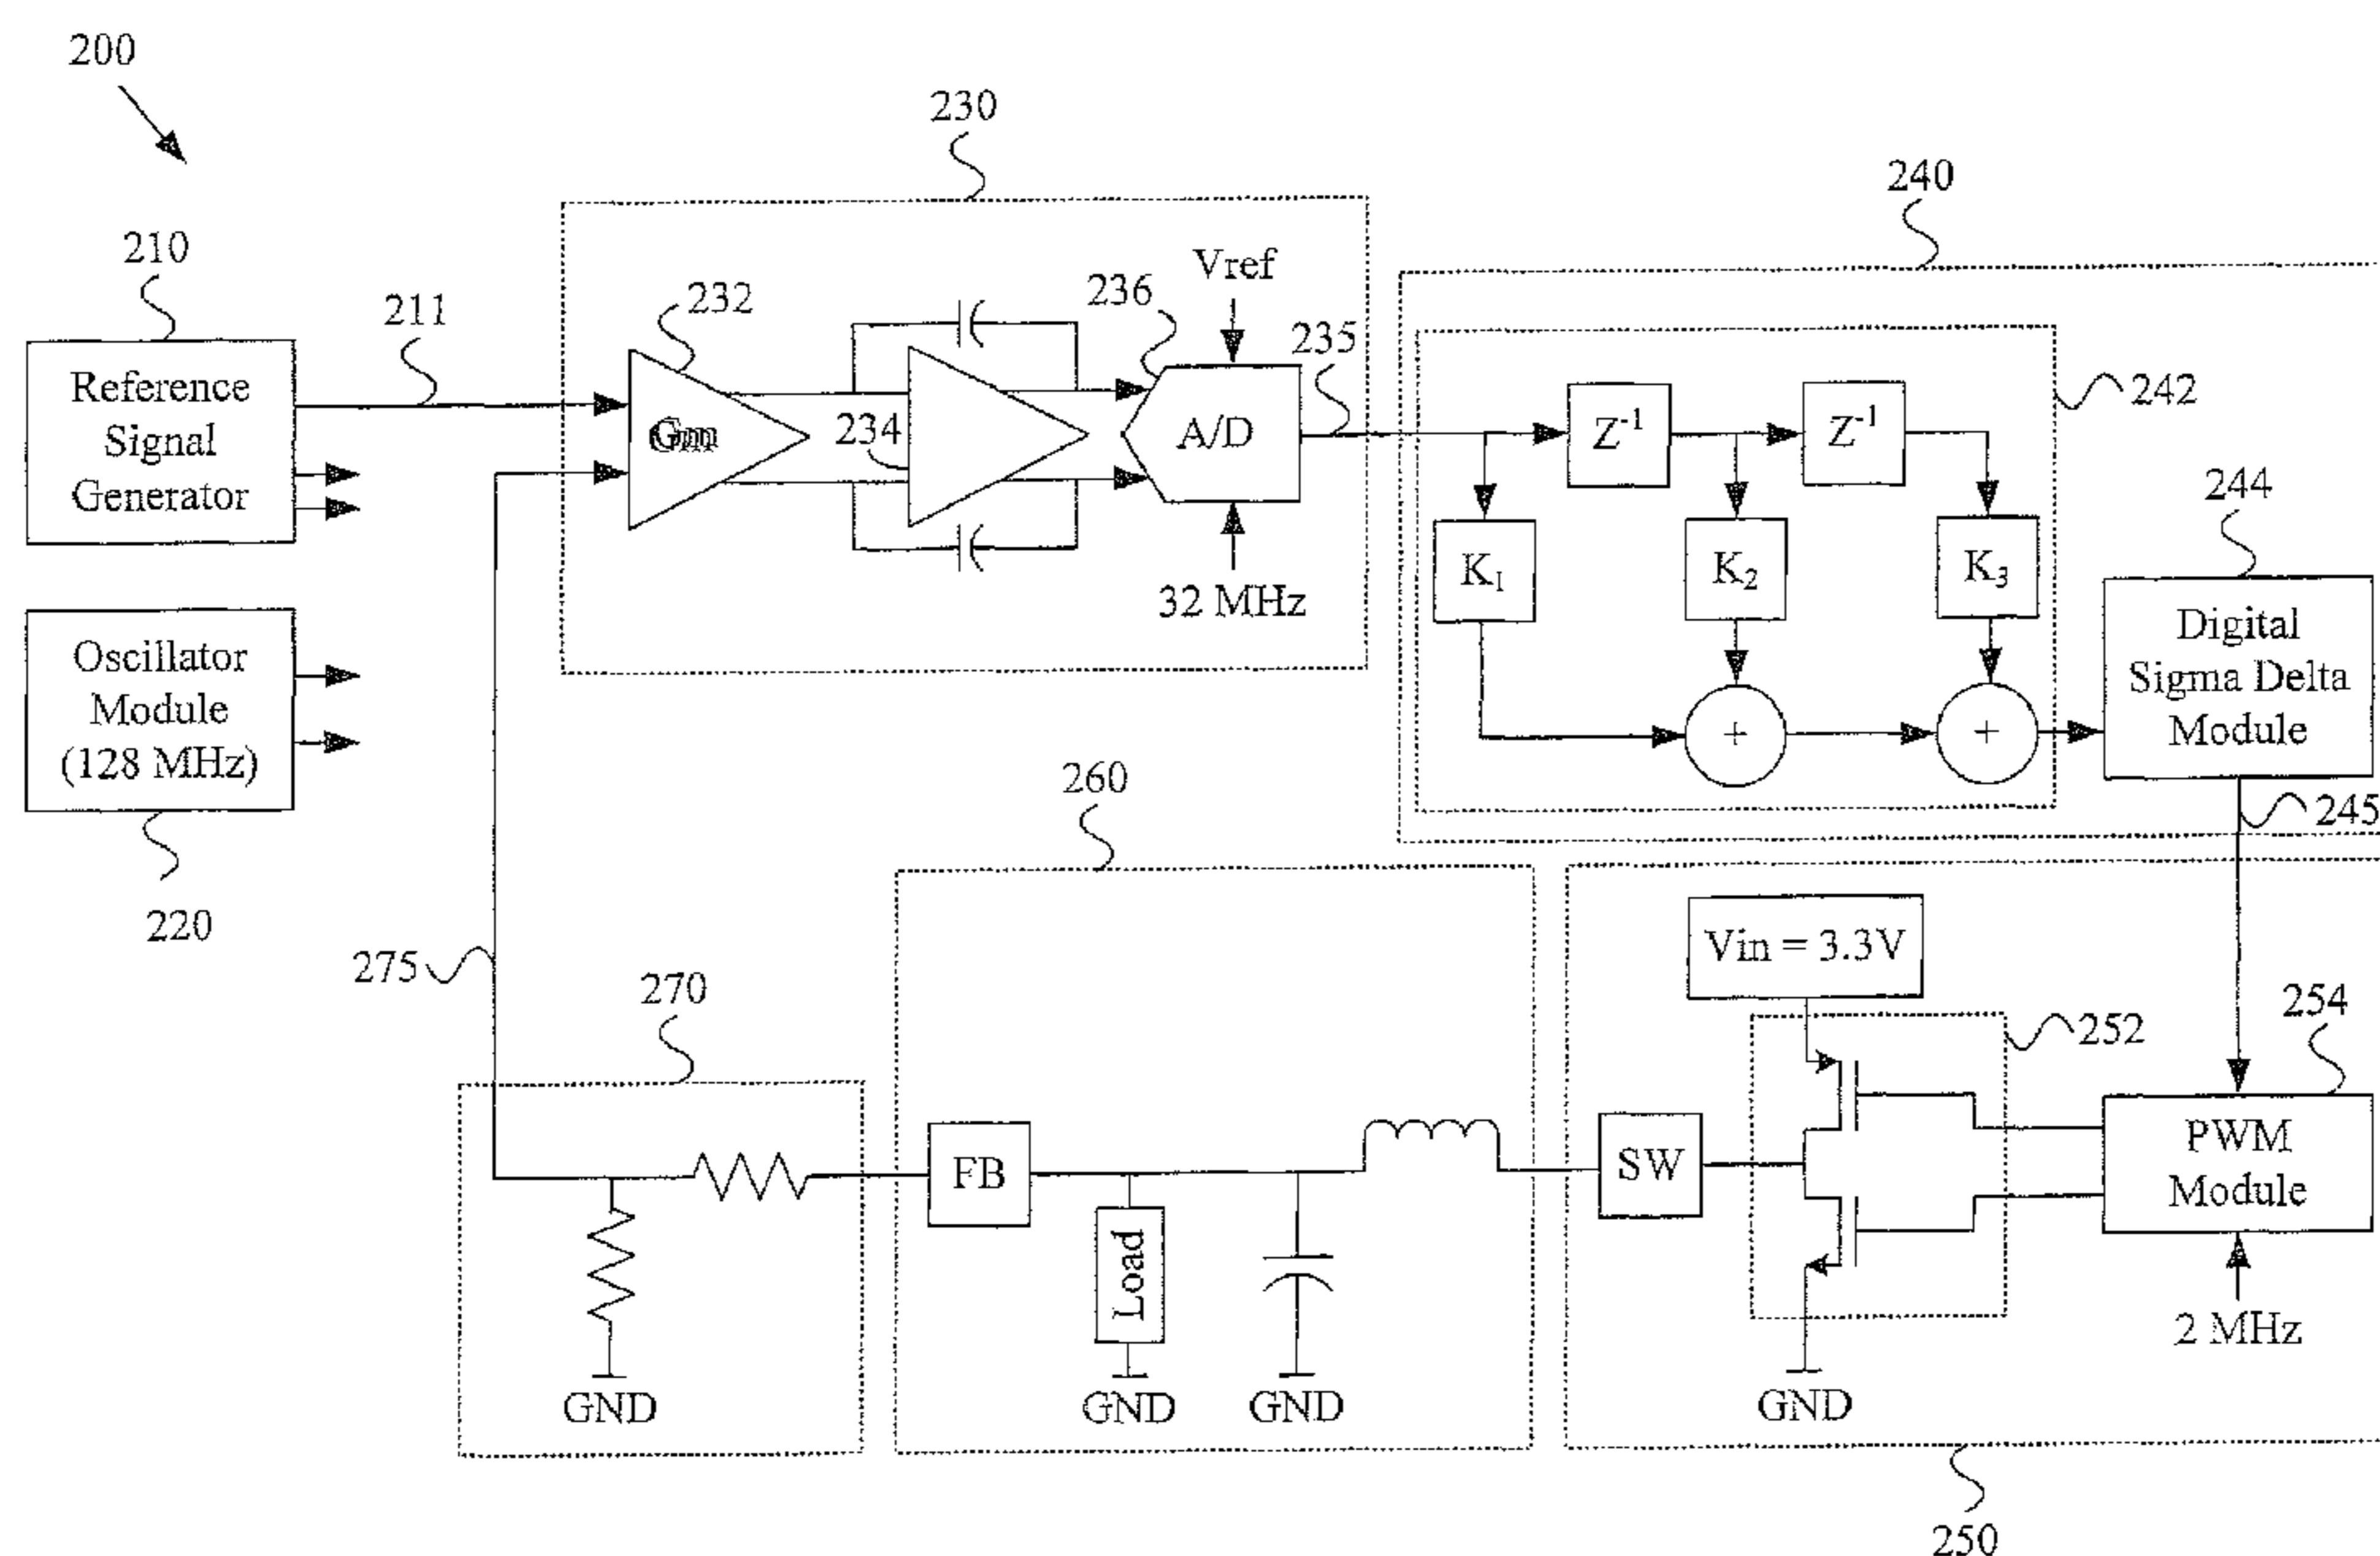 200
230
240
210
211
232
236
Vref
235
242
Reference
Signal
Generator
Gm
234
A/D
Z⁻¹
Z⁻¹
244
32 MHz
K₁
K₂
K₃
Oscillator
Module
(128 MHz)
Digital
Sigma Delta
Module
+
+
220
260
245
275
270
Vin = 3.3V
252
254
FB
SW
PWM
Module
Load
2 MHz
GND
GND
GND
GND
250